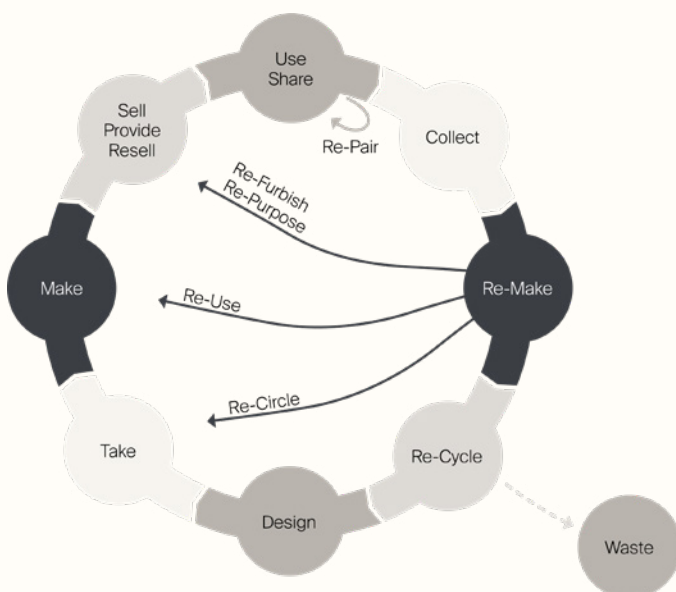 Use
Share
Sell
Provide
Resell
Re-Pair
Collect
Re-Furbish
Re-Purpose
Make
Re-Use
Re-Make
Re-Circle
Take
Re-Cycle
Design
Waste